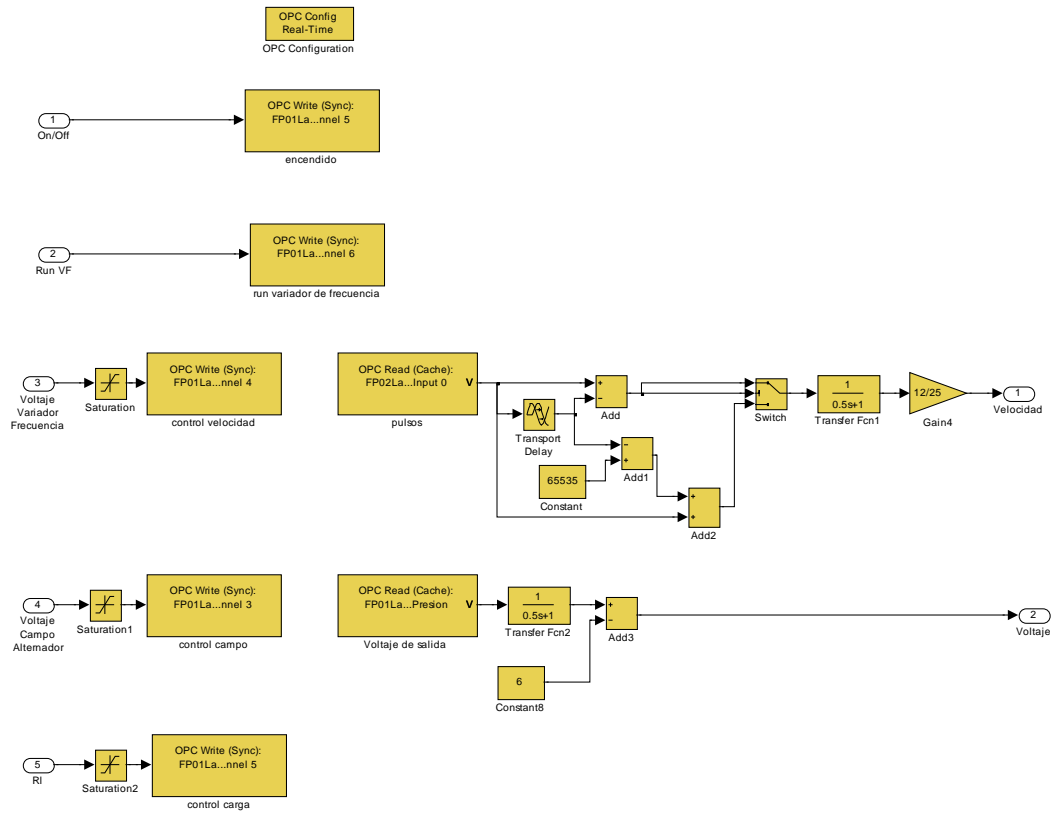 OPC Config
Real-Time
OPC Configuration
1
On/Off
OPC Write (Sync):
FP01La...nnel 5
encendido
2
Run VF
OPC Write (Sync):
FP01La...nnel 6
run variador de frecuencia
3
Voltaje
Variador
Frecuencia
Saturation
OPC Write (Sync):
FP01La...nnel 4
control velocidad
OPC Read (Cache):
FP02La...Input 0
V
pulsos
Transport
Delay
65535
Constant
+
−
Add
−
+
Add1
+
+
Add2
Switch
1
0.5s+1
Transfer Fcn1
12/25
Gain4
1
Velocidad
4
Voltaje
Campo
Alternador
Saturation1
OPC Write (Sync):
FP01La...nnel 3
control campo
OPC Read (Cache):
FP01La...Presion
V
Voltaje de salida
1
0.5s+1
Transfer Fcn2
6
Constant8
+
−
Add3
2
Voltaje
5
RI
Saturation2
OPC Write (Sync):
FP01La...nnel 5
control carga